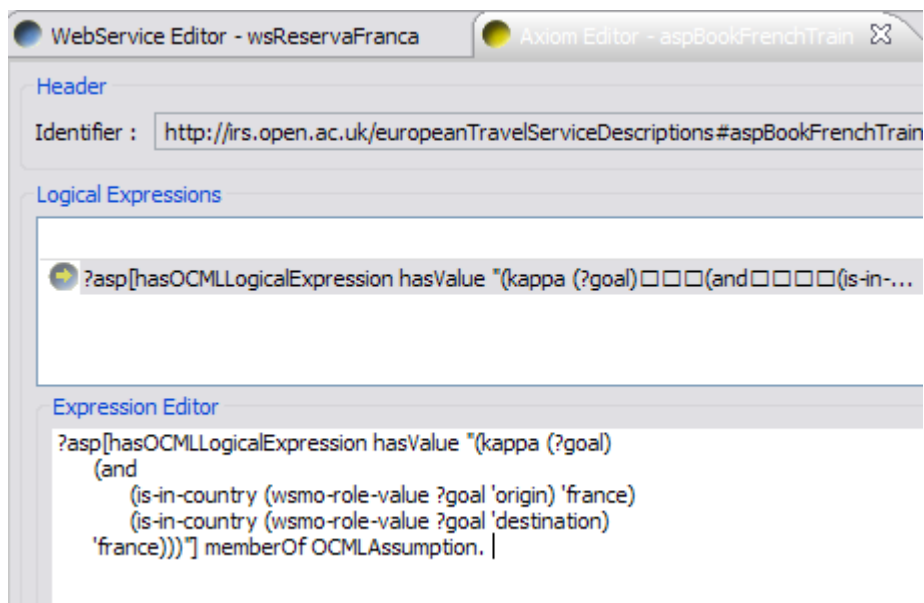 WebService Editor - wsReservaFranca
Axiom Editor - aspBookFrenchTrain
Header
Identifier : http://irs.open.ac.uk/europeanTravelServiceDescriptions#aspBookFrenchTrain
Logical Expressions
?asp[hasOCMLLogicalExpression hasValue "(kappa (?goal)□□□(and□□□□(is-in-...
Expression Editor
?asp[hasOCMLLogicalExpression hasValue "(kappa (?goal)
(and
(is-in-country (wsmo-role-value ?goal 'origin) 'france)
(is-in-country (wsmo-role-value ?goal 'destination)
'france)))"] memberOf OCMLAssumption.